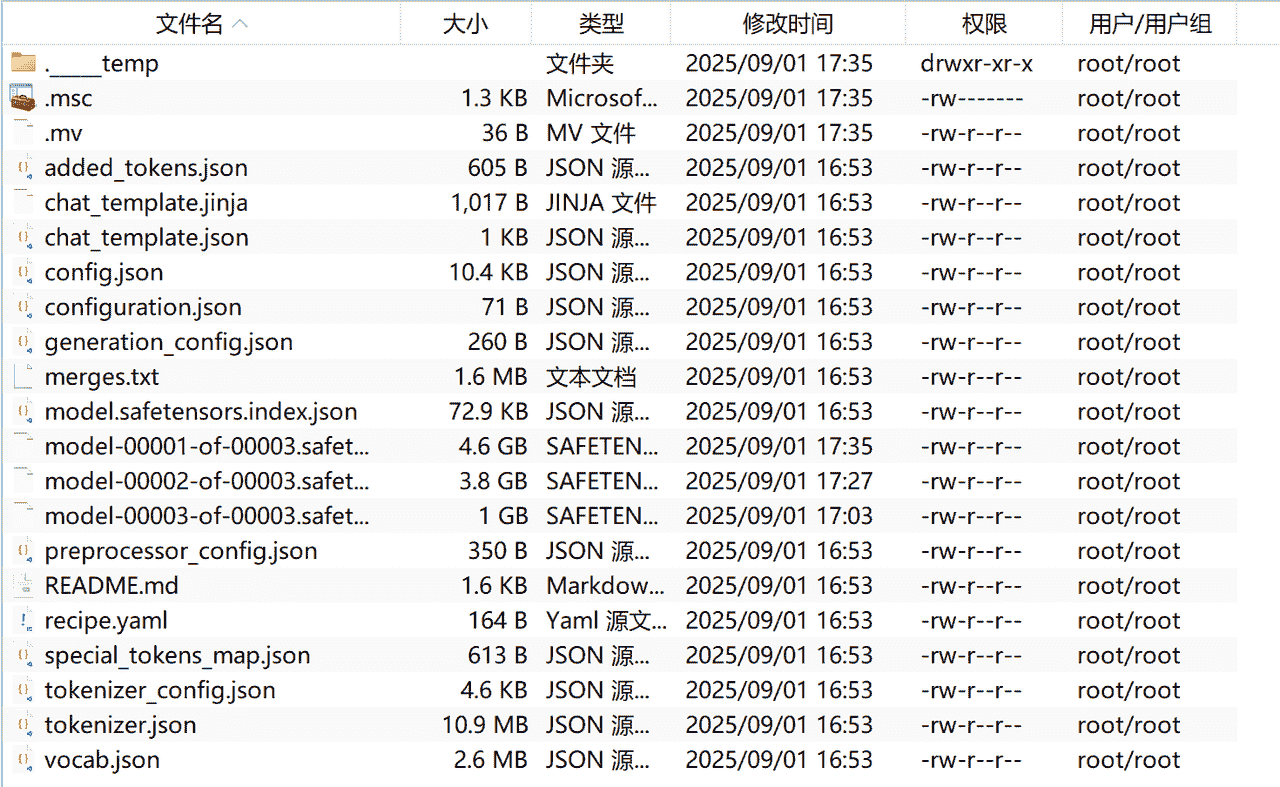 文件名 大小 类型 修改时间 权限 用户/用户组
._____temp 文件夹 2025/09/01 17:35 drwxr-xr-x root/root
.msc 1.3 KB Microsof... 2025/09/01 17:35 -rw------- root/root
.mv 36 B MV 文件 2025/09/01 17:35 -rw-r--r-- root/root
added_tokens.json 605 B JSON 源... 2025/09/01 16:53 -rw-r--r-- root/root
chat_template.jinja 1,017 B JINJA 文件 2025/09/01 16:53 -rw-r--r-- root/root
chat_template.json 1 KB JSON 源... 2025/09/01 16:53 -rw-r--r-- root/root
config.json 10.4 KB JSON 源... 2025/09/01 16:53 -rw-r--r-- root/root
configuration.json 71 B JSON 源... 2025/09/01 16:53 -rw-r--r-- root/root
generation_config.json 260 B JSON 源... 2025/09/01 16:53 -rw-r--r-- root/root
merges.txt 1.6 MB 文本文档 2025/09/01 16:53 -rw-r--r-- root/root
model.safetensors.index.json 72.9 KB JSON 源... 2025/09/01 16:53 -rw-r--r-- root/root
model-00001-of-00003.safet... 4.6 GB SAFETEN... 2025/09/01 17:35 -rw-r--r-- root/root
model-00002-of-00003.safet... 3.8 GB SAFETEN... 2025/09/01 17:27 -rw-r--r-- root/root
model-00003-of-00003.safet... 1 GB SAFETEN... 2025/09/01 17:03 -rw-r--r-- root/root
preprocessor_config.json 350 B JSON 源... 2025/09/01 16:53 -rw-r--r-- root/root
README.md 1.6 KB Markdow... 2025/09/01 16:53 -rw-r--r-- root/root
recipe.yaml 164 B Yaml 源文... 2025/09/01 16:53 -rw-r--r-- root/root
special_tokens_map.json 613 B JSON 源... 2025/09/01 16:53 -rw-r--r-- root/root
tokenizer_config.json 4.6 KB JSON 源... 2025/09/01 16:53 -rw-r--r-- root/root
tokenizer.json 10.9 MB JSON 源... 2025/09/01 16:53 -rw-r--r-- root/root
vocab.json 2.6 MB JSON 源... 2025/09/01 16:53 -rw-r--r-- root/root